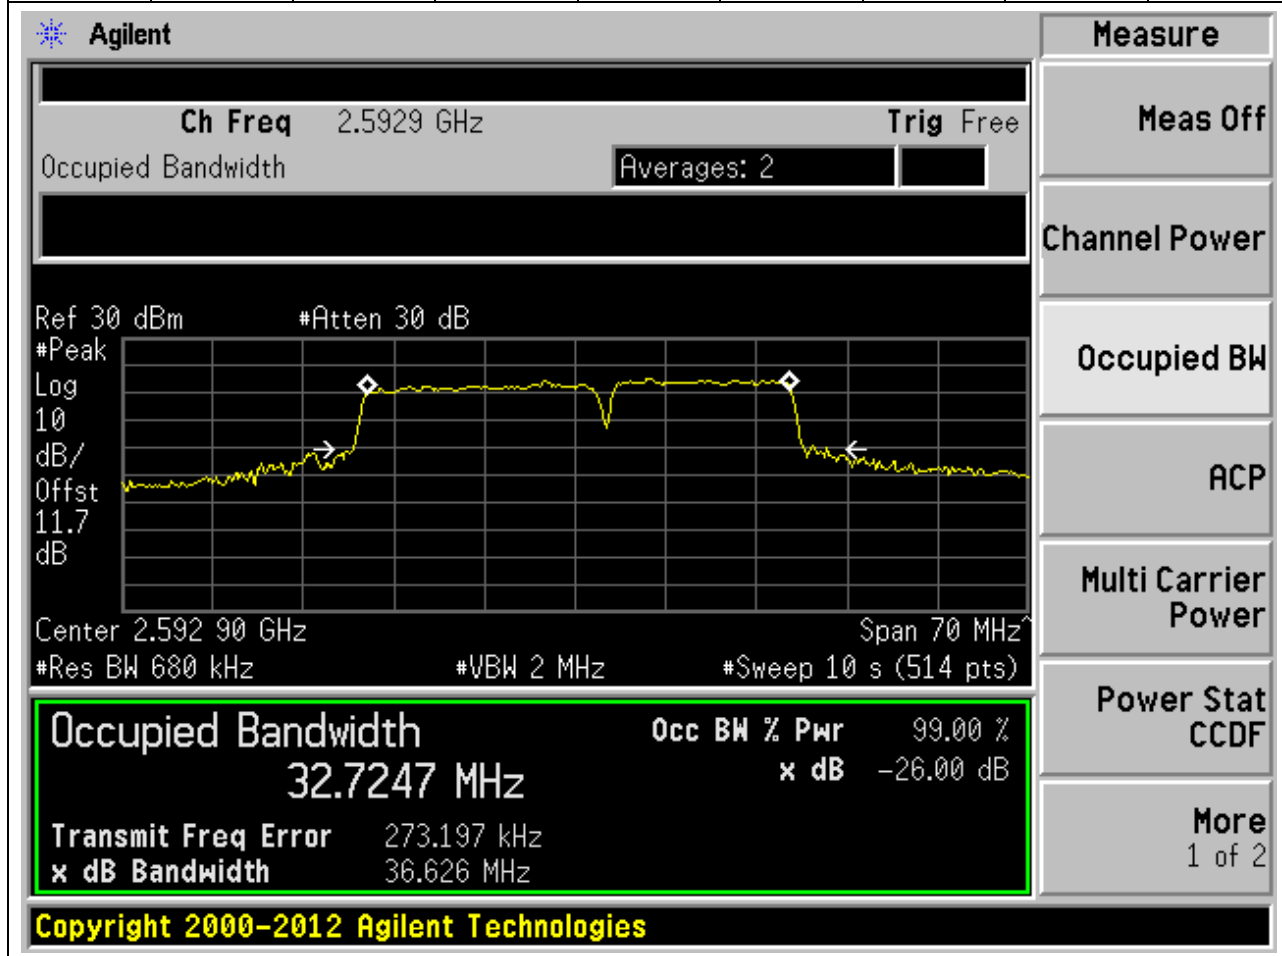 Agilent
Measure
Ch Freq 2.5929 GHz Trig Free
Occupied Bandwidth Averages: 2
Ref 30 dBm #Atten 30 dB
#Peak
Log
10
dB/
Offst
11.7
dB
Center 2.592 90 GHz Span 70 MHz^
#Res BW 680 kHz #VBW 2 MHz #Sweep 10 s (514 pts)
Occupied Bandwidth Occ BW % Pwr 99.00 %
32.7247 MHz x dB -26.00 dB
Transmit Freq Error 273.197 kHz
x dB Bandwidth 36.626 MHz
Meas Off
Channel Power
Occupied BW
ACP
Multi Carrier
Power
Power Stat
CCDF
More
1 of 2
Copyright 2000-2012 Agilent Technologies